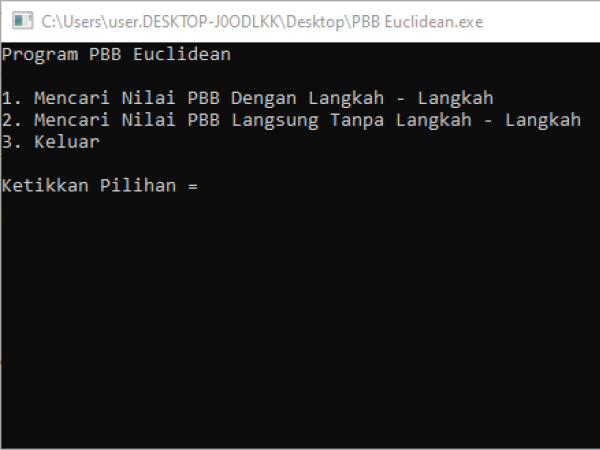 C:\Users\user.DESKTOP-J0ODLKK\Desktop\PBB Euclidean.exe
Program PBB Euclidean
1. Mencari Nilai PBB Dengan Langkah - Langkah
2. Mencari Nilai PBB Langsung Tanpa Langkah - Langkah
3. Keluar
Ketikkan Pilihan =